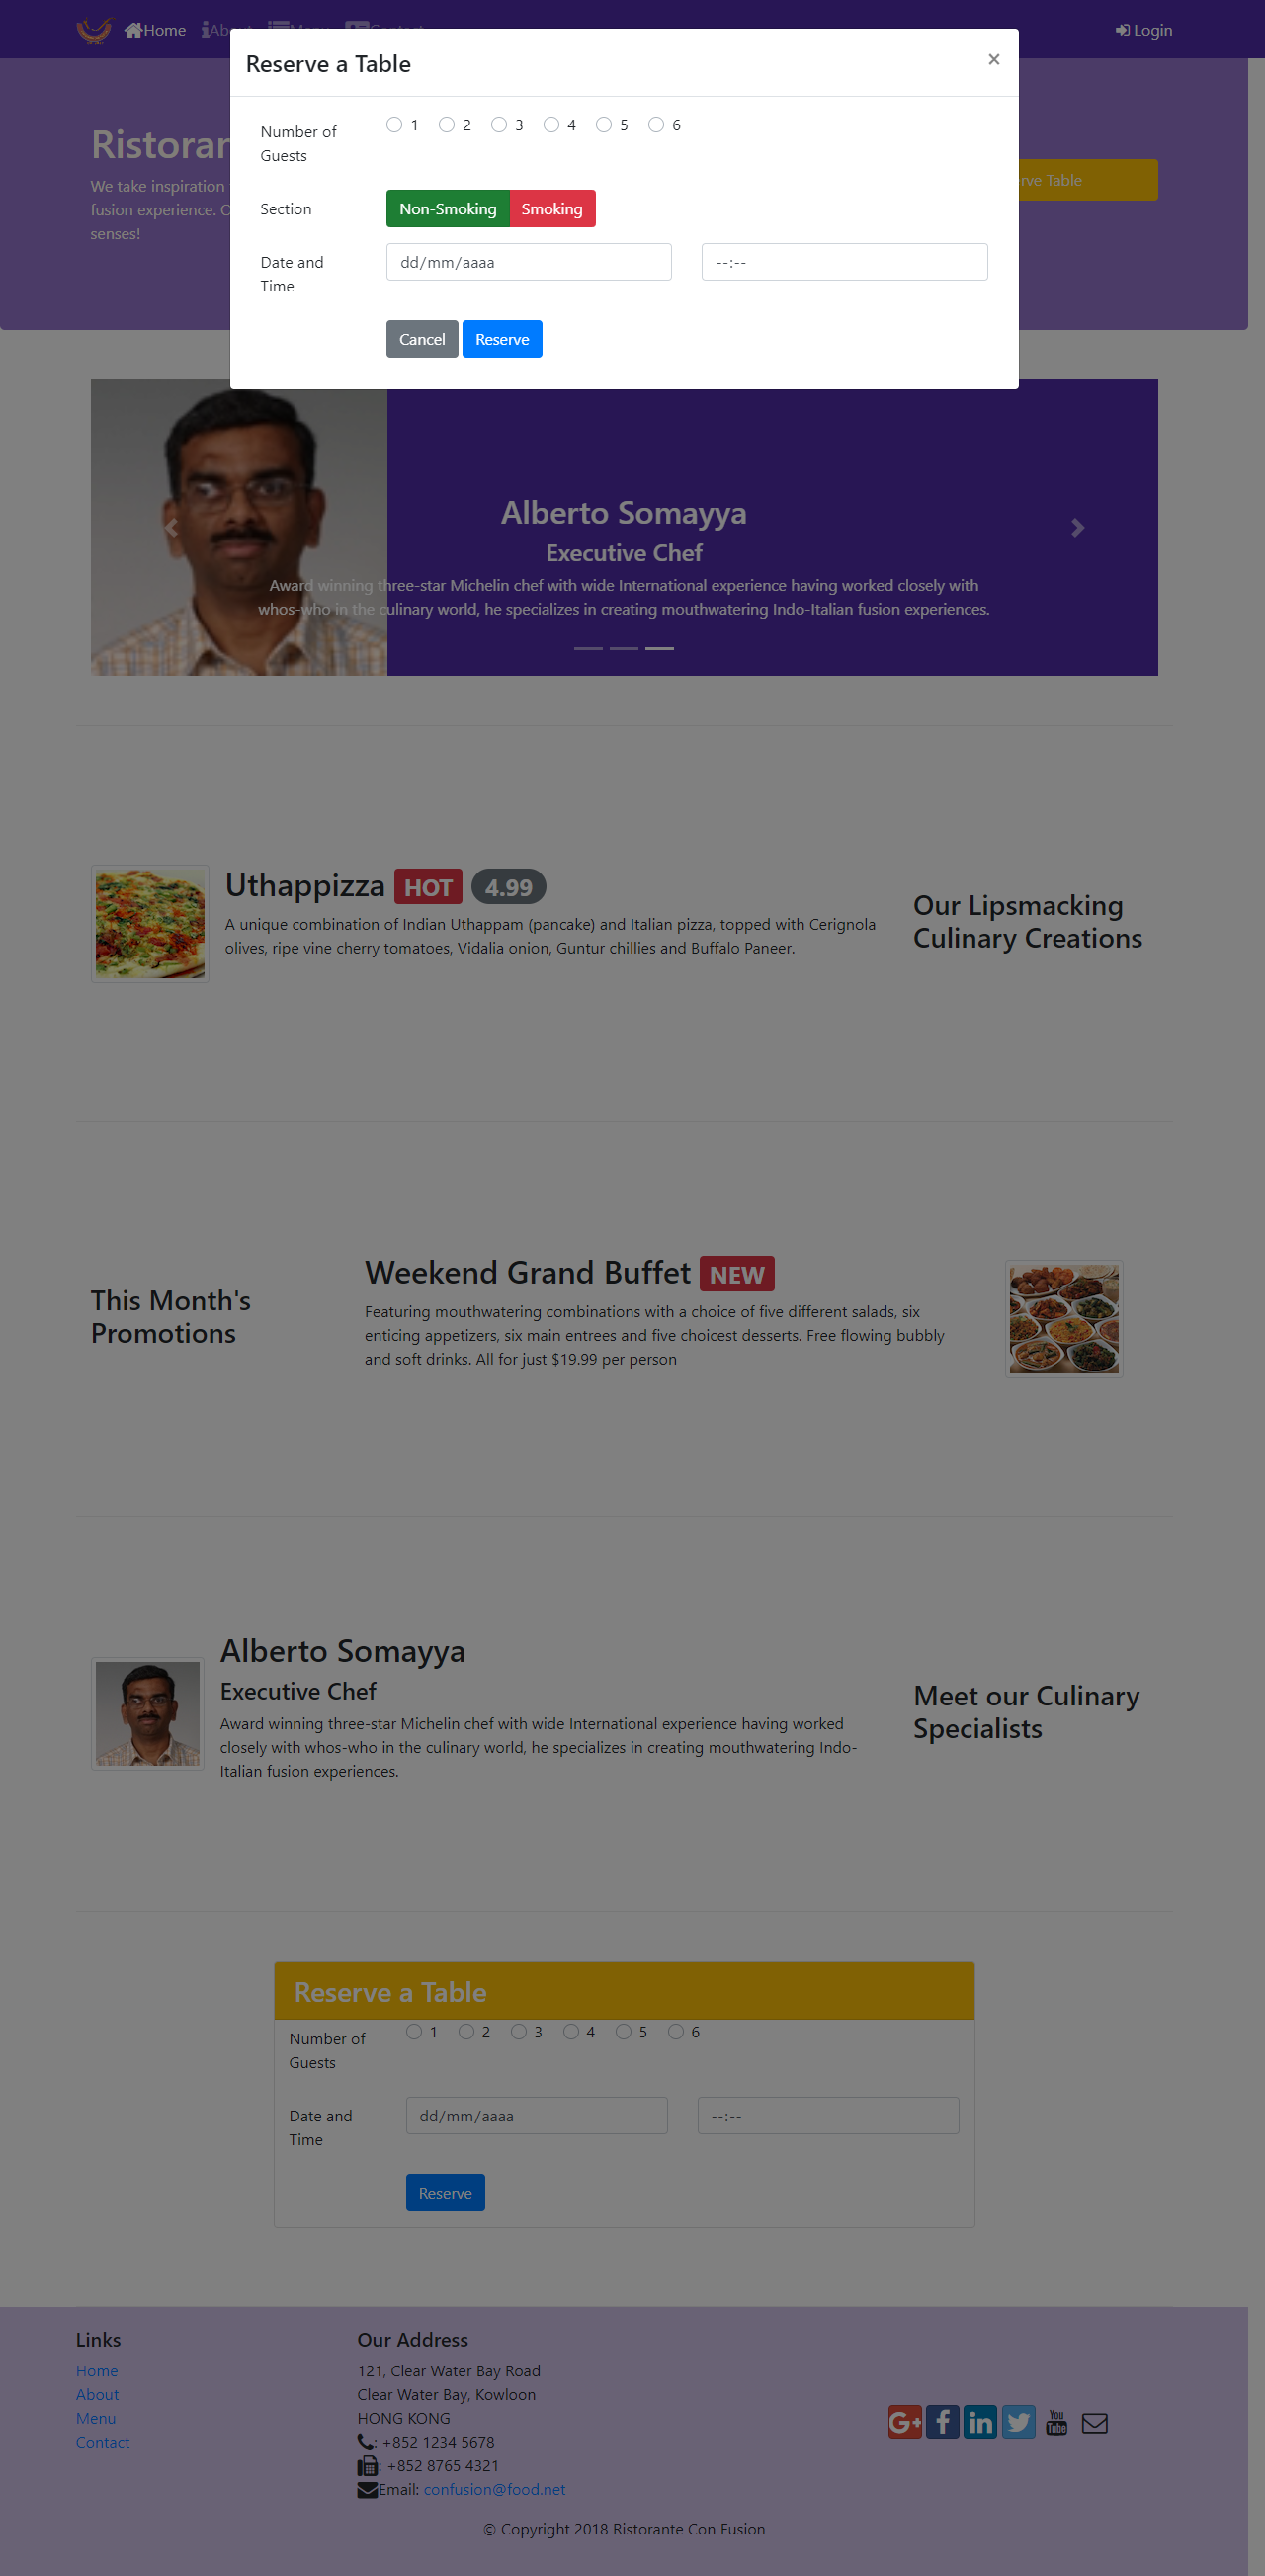 Home
Login
Reserve a Table
×
Number of
Guests
1 2 3 4 5 6
Section
Non-Smoking Smoking
Date and
Time
dd/mm/aaaa
--:--
Cancel Reserve
We take inspiration
fusion experience.
senses!
Table
Alberto Somayya
Executive Chef
Award winning three-star Michelin chef with wide International experience having worked closely with
whos-who in the culinary world, he specializes in creating mouthwatering Indo-Italian fusion experiences.
Uthappizza HOT 4.99
A unique combination of Indian Uthappam (pancake) and Italian pizza, topped with Cerignola
olives, ripe vine cherry tomatoes, Vidalia onion, Guntur chillies and Buffalo Paneer.
Our Lipsmacking
Culinary Creations
This Month's
Promotions
Weekend Grand Buffet NEW
Featuring mouthwatering combinations with a choice of five different salads, six
enticing appetizers, six main entrees and five choicest desserts. Free flowing bubbly
and soft drinks. All for just $19.99 per person
Alberto Somayya
Executive Chef
Award winning three-star Michelin chef with wide International experience having worked
closely with whos-who in the culinary world, he specializes in creating mouthwatering Indo-
Italian fusion experiences.
Meet our Culinary
Specialists
Reserve a Table
Number of
Guests
1 2 3 4 5 6
Date and
Time
dd/mm/aaaa
--:--
Reserve
Links
Home
About
Menu
Contact
Our Address
121, Clear Water Bay Road
Clear Water Bay, Kowloon
HONG KONG
: +852 1234 5678
: +852 8765 4321
Email: confusion@food.net
G+ f in You Tube
© Copyright 2018 Ristorante Con Fusion